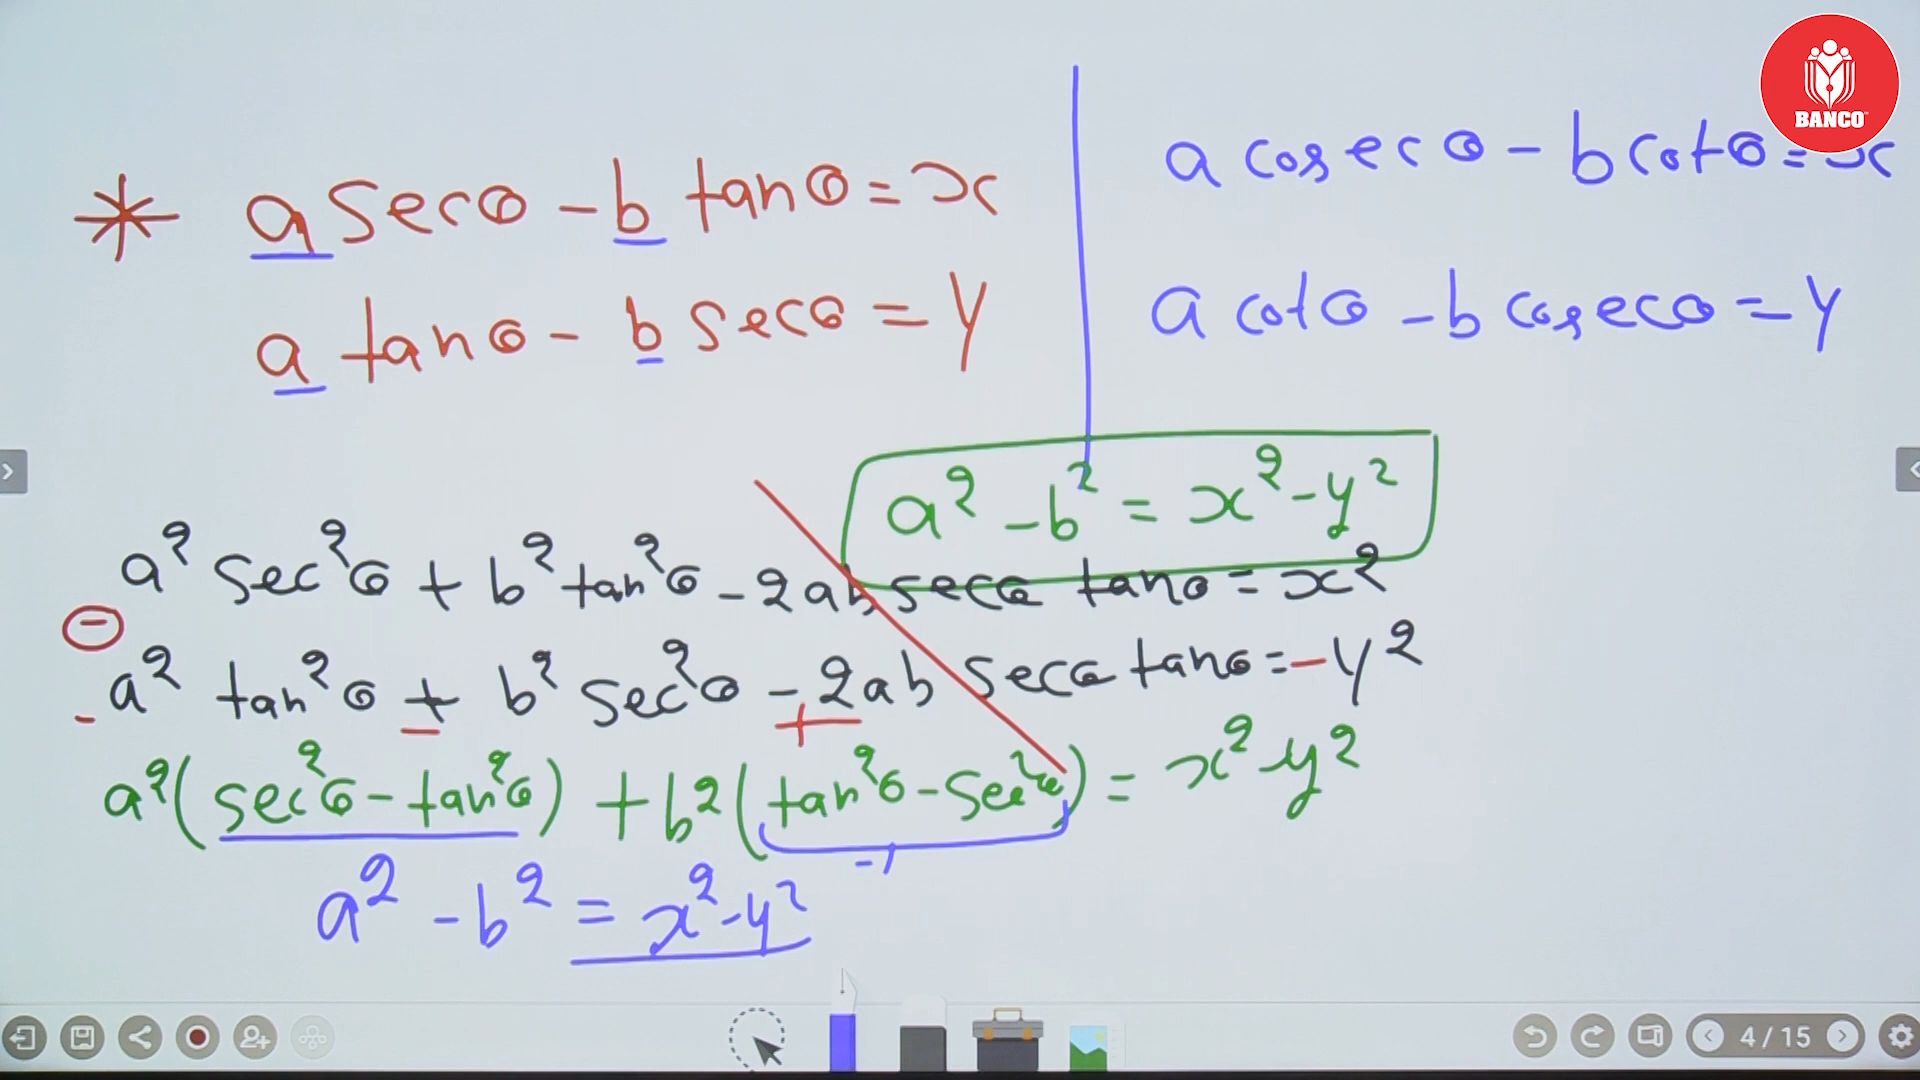 BANCO
* a secθ - b tanθ = x
a tanθ - b secθ = y
a cosecθ - b cotθ = x
a cotθ - b cosecθ = y
a² - b² = x² - y²
a² sec²θ + b² tan²θ - 2ab secθ tanθ = x²
⊖
- a² tan²θ + b² sec²θ - 2ab secθ tanθ = - y²
- +
a² (sec²θ - tan²θ) + b² (tan²θ - sec²θ) = x² - y²
-1
a² - b² = x² - y²
4 / 15